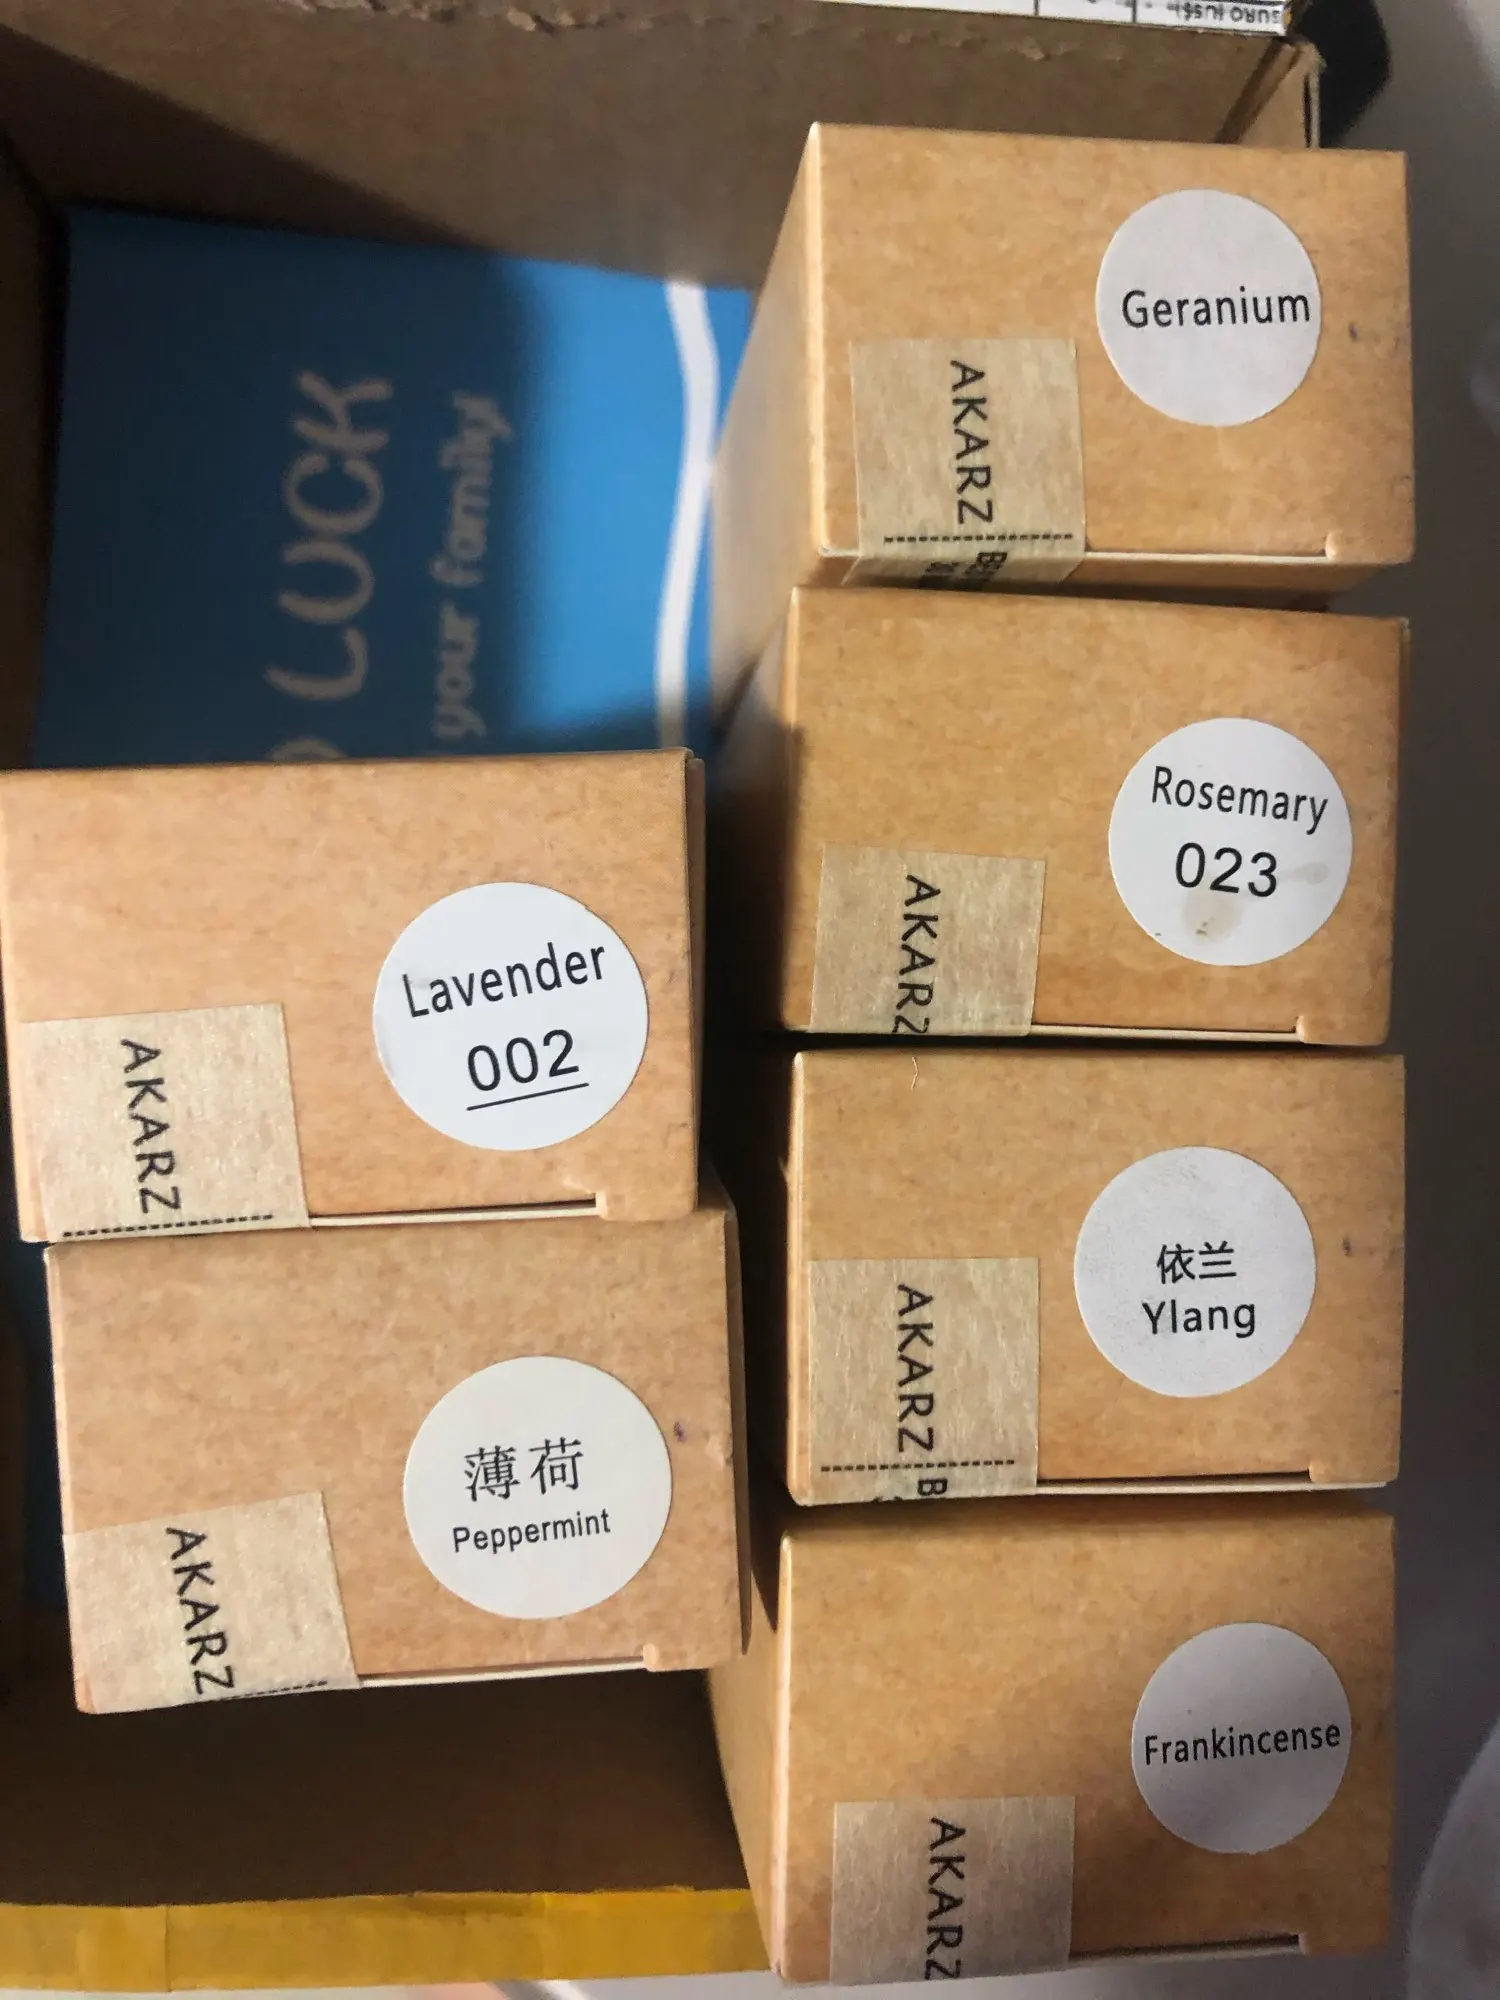 LUCK
your family
Geranium
AKARZ
Rosemary
023
AKARZ
Lavender
002
AKARZ
依兰
Ylang
AKARZ
薄荷
Peppermint
AKARZ
Frankincense
AKARZ